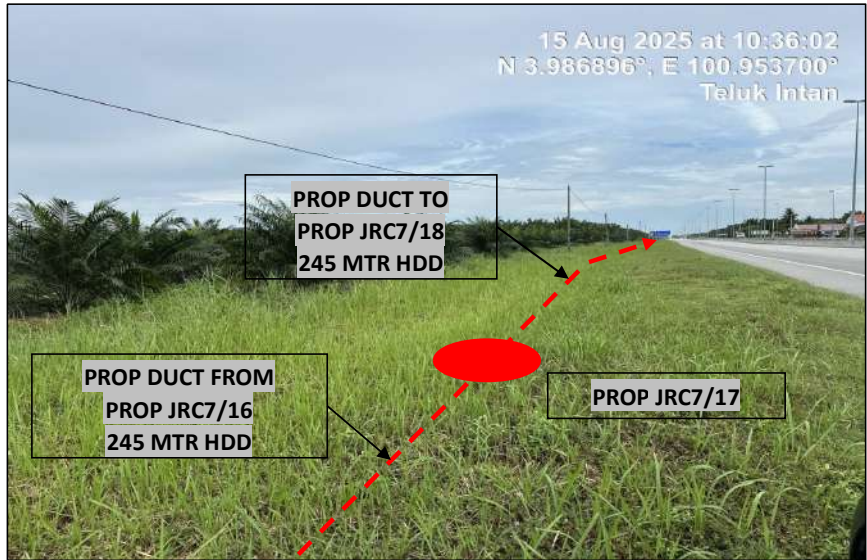 15 Aug 2025 at 10:36:02
N 3.986896°, E 100.953700°
Teluk Intan
PROP DUCT TO
PROP JRC7/18
245 MTR HDD
PROP DUCT FROM
PROP JRC7/16
245 MTR HDD
PROP JRC7/17